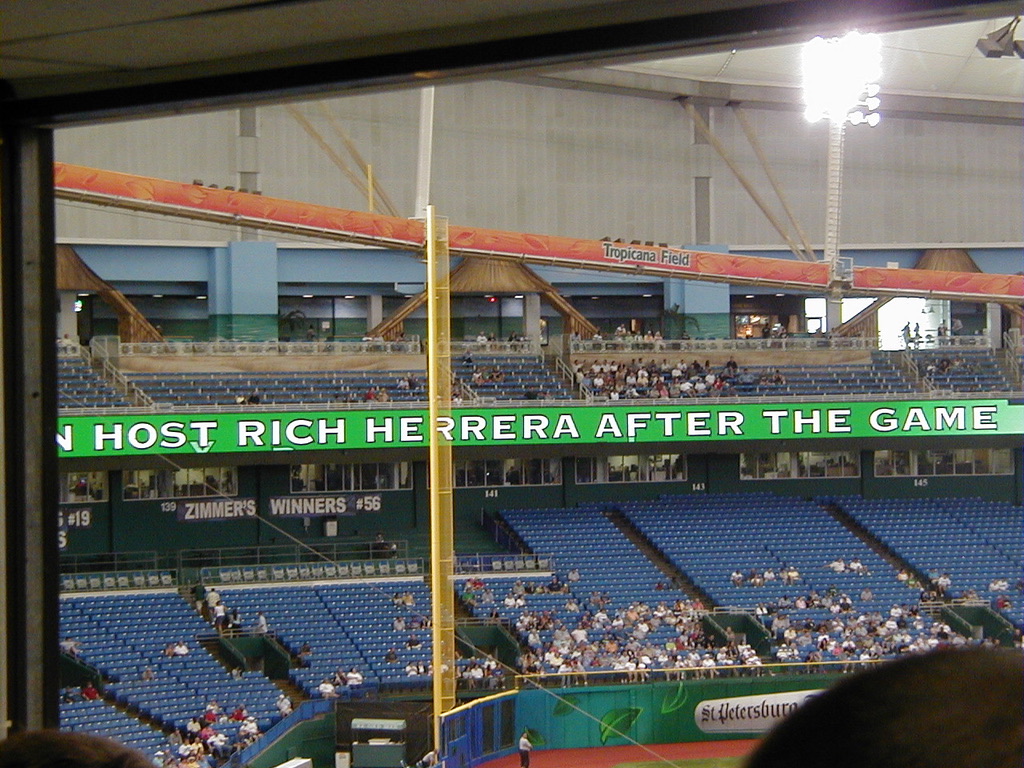 Tropicana Field
N HOST RICH HERRERA AFTER THE GAME
141
143
145
139 ZIMMER'S WINNERS #56
#19
S
St. Petersburg